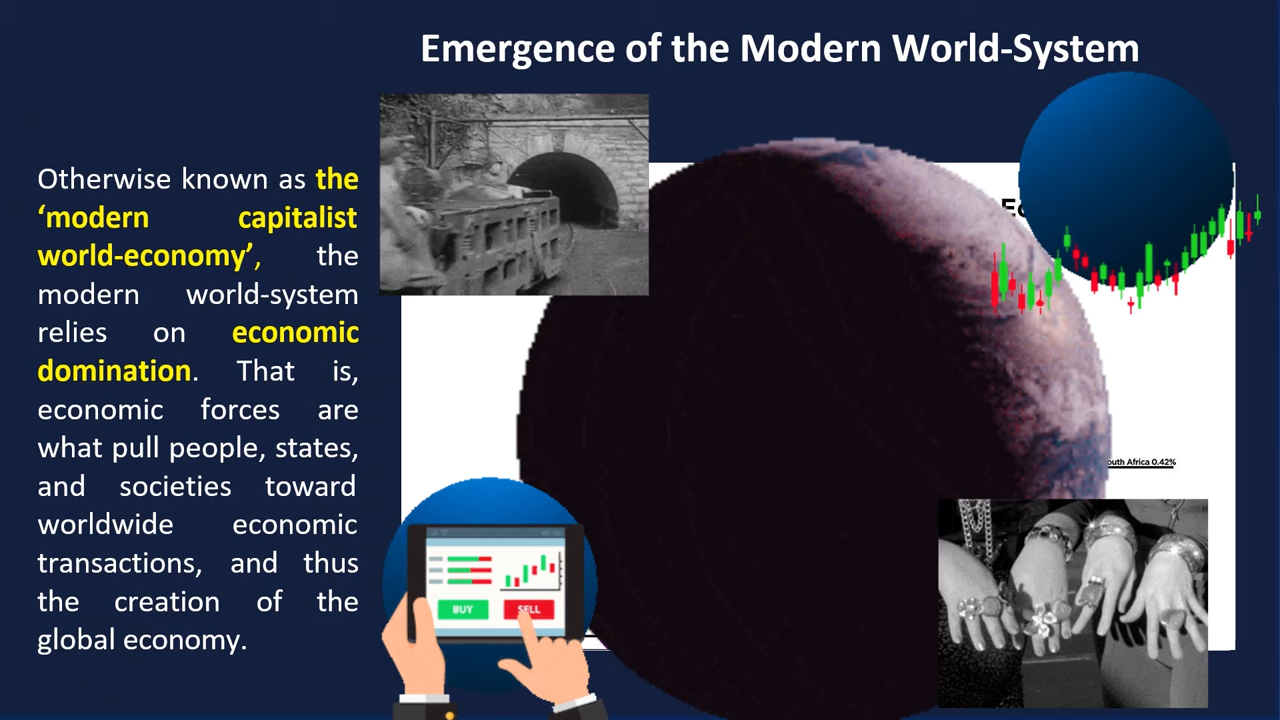 Emergence of the Modern World-System
Otherwise known as the
‘modern capitalist
world-economy’, the
modern world-system
relies on economic
domination. That is,
economic forces are
what pull people, states,
and societies toward
worldwide economic
transactions, and thus
the creation of the
global economy.
outh Africa 0.42%
BUY SELL